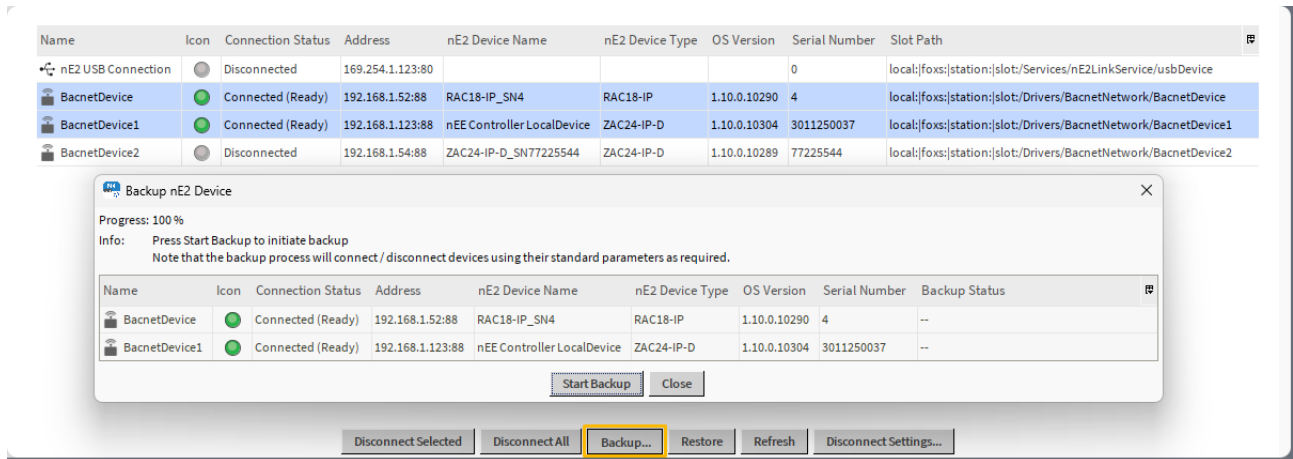 Name Icon Connection Status Address nE2 Device Name nE2 Device Type OS Version Serial Number Slot Path
nE2 USB Connection Disconnected 169.254.1.123:80 0 local:|foxs:|station:|slot:/Services/nE2LinkService/usbDevice
BacnetDevice Connected (Ready) 192.168.1.52:88 RAC18-IP_SN4 RAC18-IP 1.10.0.10290 4 local:|foxs:|station:|slot:/Drivers/BacnetNetwork/BacnetDevice
BacnetDevice1 Connected (Ready) 192.168.1.123:88 nEE Controller LocalDevice ZAC24-IP-D 1.10.0.10304 3011250037 local:|foxs:|station:|slot:/Drivers/BacnetNetwork/BacnetDevice1
BacnetDevice2 Disconnected 192.168.1.54:88 ZAC24-IP-D_SN77225544 ZAC24-IP-D 1.10.0.10289 77225544 local:|foxs:|station:|slot:/Drivers/BacnetNetwork/BacnetDevice2
Backup nE2 Device
Progress: 100 %
Info: Press Start Backup to initiate backup
Note that the backup process will connect / disconnect devices using their standard parameters as required.
Name Icon Connection Status Address nE2 Device Name nE2 Device Type OS Version Serial Number Backup Status
BacnetDevice Connected (Ready) 192.168.1.52:88 RAC18-IP_SN4 RAC18-IP 1.10.0.10290 4 --
BacnetDevice1 Connected (Ready) 192.168.1.123:88 nEE Controller LocalDevice ZAC24-IP-D 1.10.0.10304 3011250037 --
Start Backup Close
Disconnect Selected Disconnect All Backup... Restore Refresh Disconnect Settings...